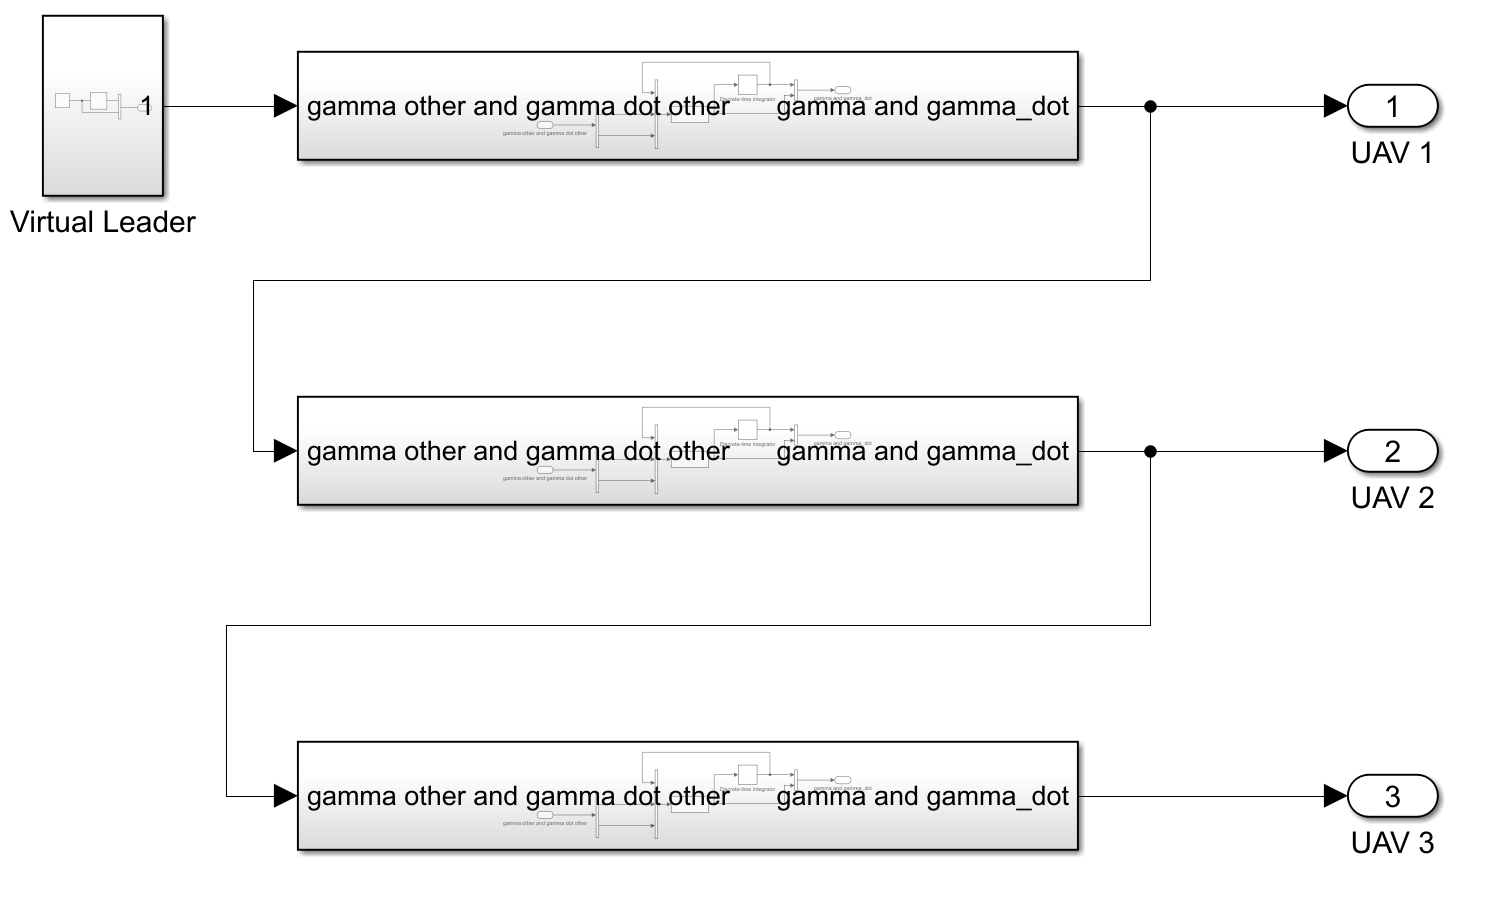 1
Virtual Leader
gamma other and gamma dot other
gamma and gamma_dot
Discrete-time integrator
gamma and gamma_dot
gamma other and gamma dot other
1
UAV 1
gamma other and gamma dot other
gamma and gamma_dot
Discrete-time integrator
gamma and gamma_dot
gamma other and gamma dot other
2
UAV 2
gamma other and gamma dot other
gamma and gamma_dot
Discrete-time integrator
gamma and gamma_dot
gamma other and gamma dot other
3
UAV 3